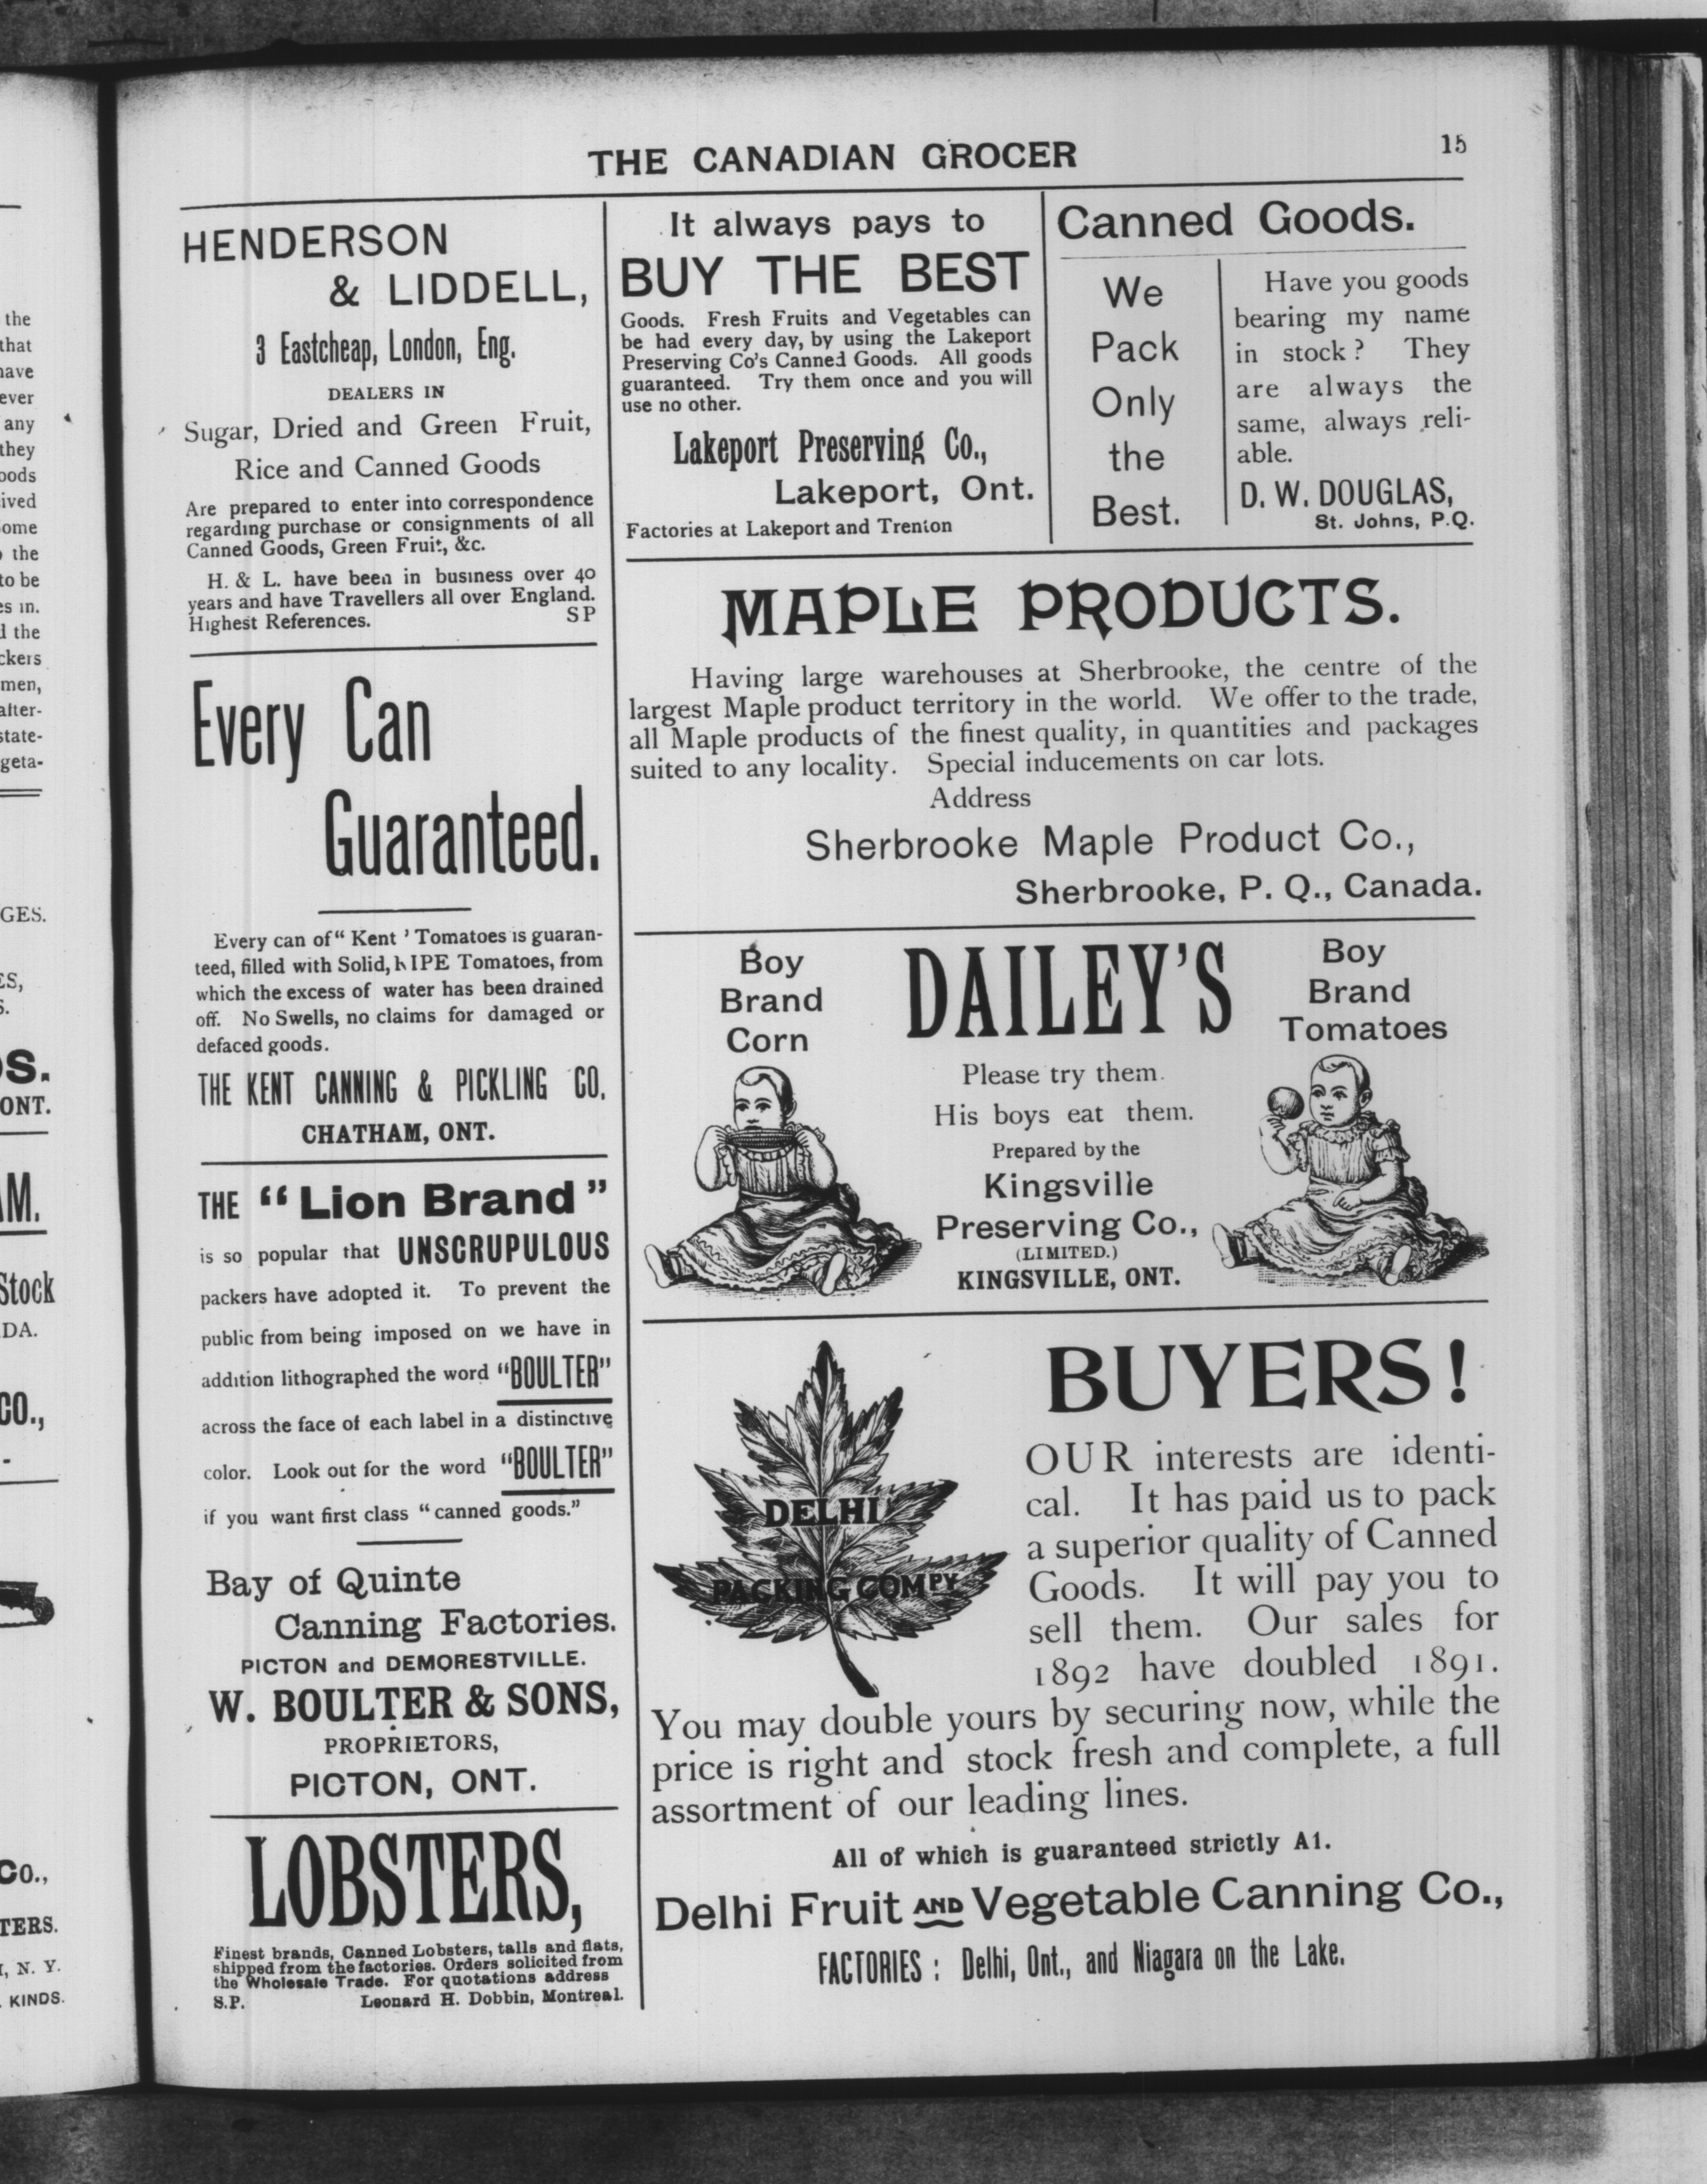 THE CANADIAN GROCER
15
HENDERSON
& LIDDELL,
3 Eastcheap, London, Eng.
DEALERS IN
Sugar, Dried and Green Fruit,
Rice and Canned Goods
Are prepared to enter into correspondence
regarding purchase or consignments of all
Canned Goods, Green Fruit, &c.
H. & L. have been in business over 40
years and have Travellers all over England.
Highest References. SP
Every Can
Guaranteed.
Every can of " Kent ' Tomatoes is guaran-
teed, filled with Solid, RIPE Tomatoes, from
which the excess of water has been drained
off. No Swells, no claims for damaged or
defaced goods.
THE KENT CANNING & PICKLING CO.
CHATHAM, ONT.
THE "Lion Brand"
is so popular that UNSCRUPULOUS
packers have adopted it. To prevent the
public from being imposed on we have in
addition lithographed the word "BOULTER"
across the face of each label in a distinctive
color. Look out for the word "BOULTER"
if you want first class "canned goods."
Bay of Quinte
Canning Factories.
PICTON and DEMORESTVILLE.
W. BOULTER & SONS,
PROPRIETORS,
PICTON, ONT.
LOBSTERS,
Finest brands, Canned Lobsters, talls and flats,
shipped from the factories. Orders solicited from
the Wholesale Trade. For quotations address
S.P. Leonard H. Dobbin, Montreal.
It always pays to
BUY THE BEST
Goods. Fresh Fruits and Vegetables can
be had every day, by using the Lakeport
Preserving Co's Canned Goods. All goods
guaranteed. Try them once and you will
use no other.
Lakeport Preserving Co.,
Lakeport, Ont.
Factories at Lakeport and Trenton
Canned Goods.
We
Pack
Only
the
Best.
Have you goods
bearing my name
in stock? They
are always the
same, always reli-
able.
D. W. DOUGLAS,
St. Johns, P.Q.
MAPLE PRODUCTS.
Having large warehouses at Sherbrooke, the centre of the
largest Maple product territory in the world. We offer to the trade,
all Maple products of the finest quality, in quantities and packages
suited to any locality. Special inducements on car lots.
Address
Sherbrooke Maple Product Co.,
Sherbrooke, P. Q., Canada.
Boy
Brand
Corn
DAILEY'S
Please try them.
His boys eat them.
Prepared by the
Kingsville
Preserving Co.,
(LIMITED.)
KINGSVILLE, ONT.
Boy
Brand
Tomatoes
DELHI
PACKING COMPY
BUYERS!
OUR interests are identi-
cal. It has paid us to pack
a superior quality of Canned
Goods. It will pay you to
sell them. Our sales for
1892 have doubled 1891.
You may double yours by securing now, while the
price is right and stock fresh and complete, a full
assortment of our leading lines.
All of which is guaranteed strictly A1.
Delhi Fruit AND Vegetable Canning Co.,
FACTORIES: Delhi, Ont., and Niagara on the Lake.